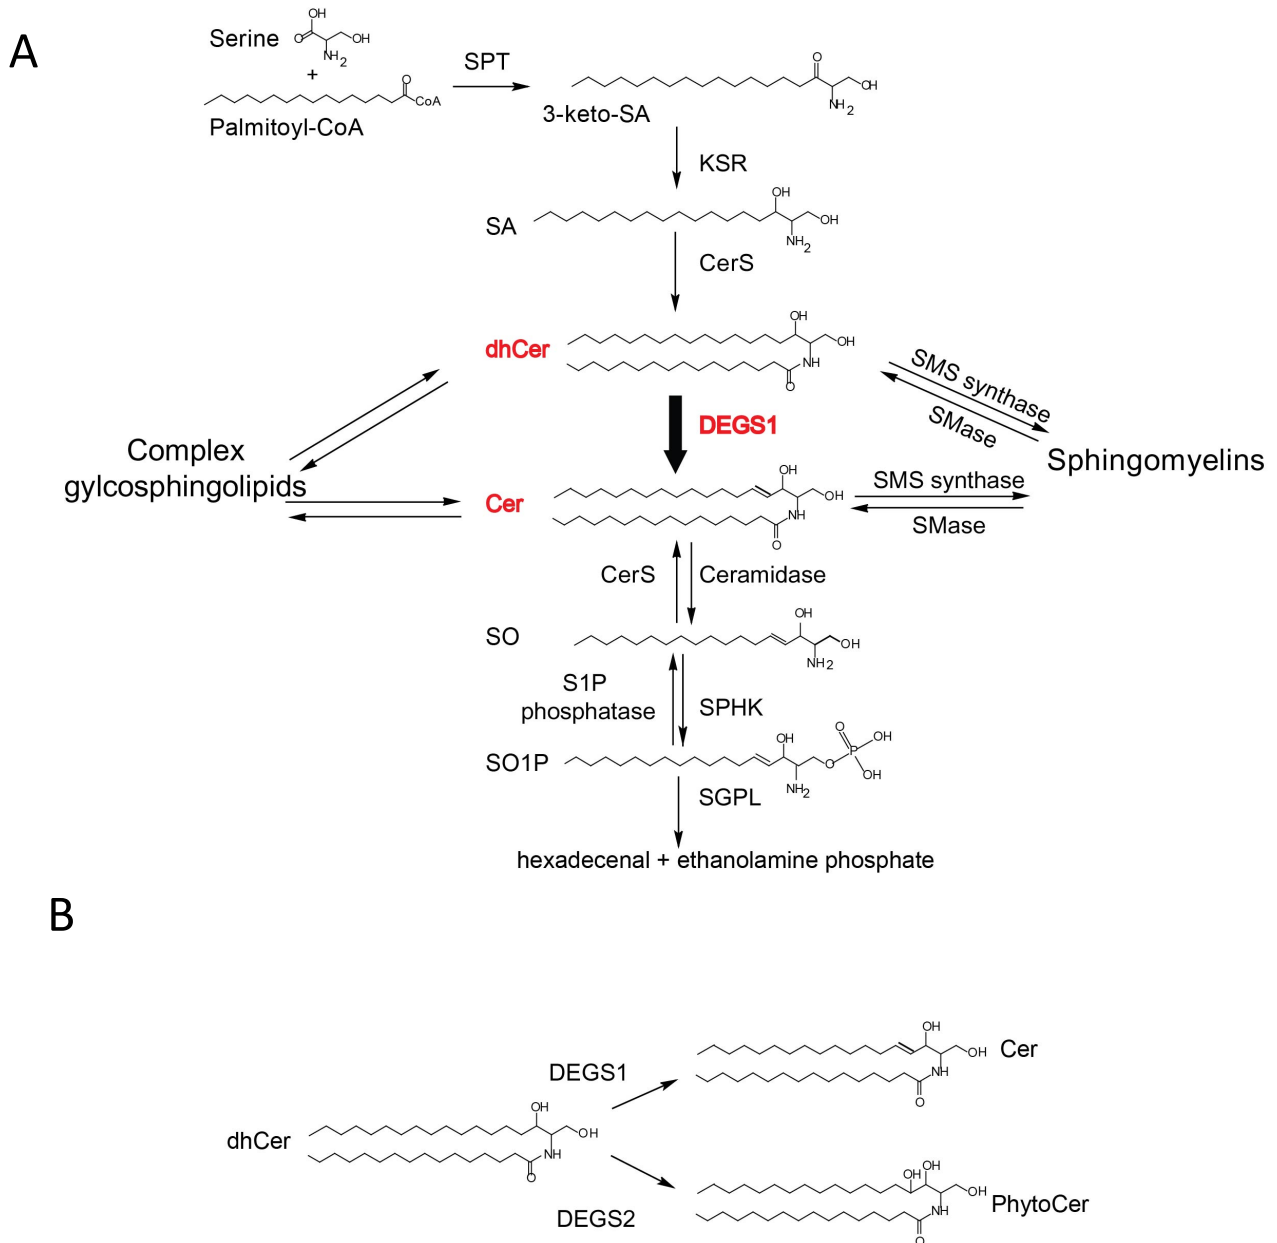 A
Serine
OH
O
OH
NH2
+
O
CoA
Palmitoyl-CoA
SPT
O
OH
NH2
3-keto-SA
KSR
SA
OH
OH
NH2
CerS
dhCer
OH
OH
NH
O
SMS synthase
SMase
DEGS1
Complex
gylcosphingolipids
Sphingomyelins
Cer
OH
OH
NH
O
SMS synthase
SMase
CerS
Ceramidase
SO
OH
OH
NH2
S1P
phosphatase
SPHK
SO1P
OH
NH2
O
O
P
OH
OH
SGPL
hexadecenal + ethanolamine phosphate
B
dhCer
OH
OH
NH
O
DEGS1
OH
OH
NH
O
Cer
DEGS2
OH
OH
OH
NH
O
PhytoCer